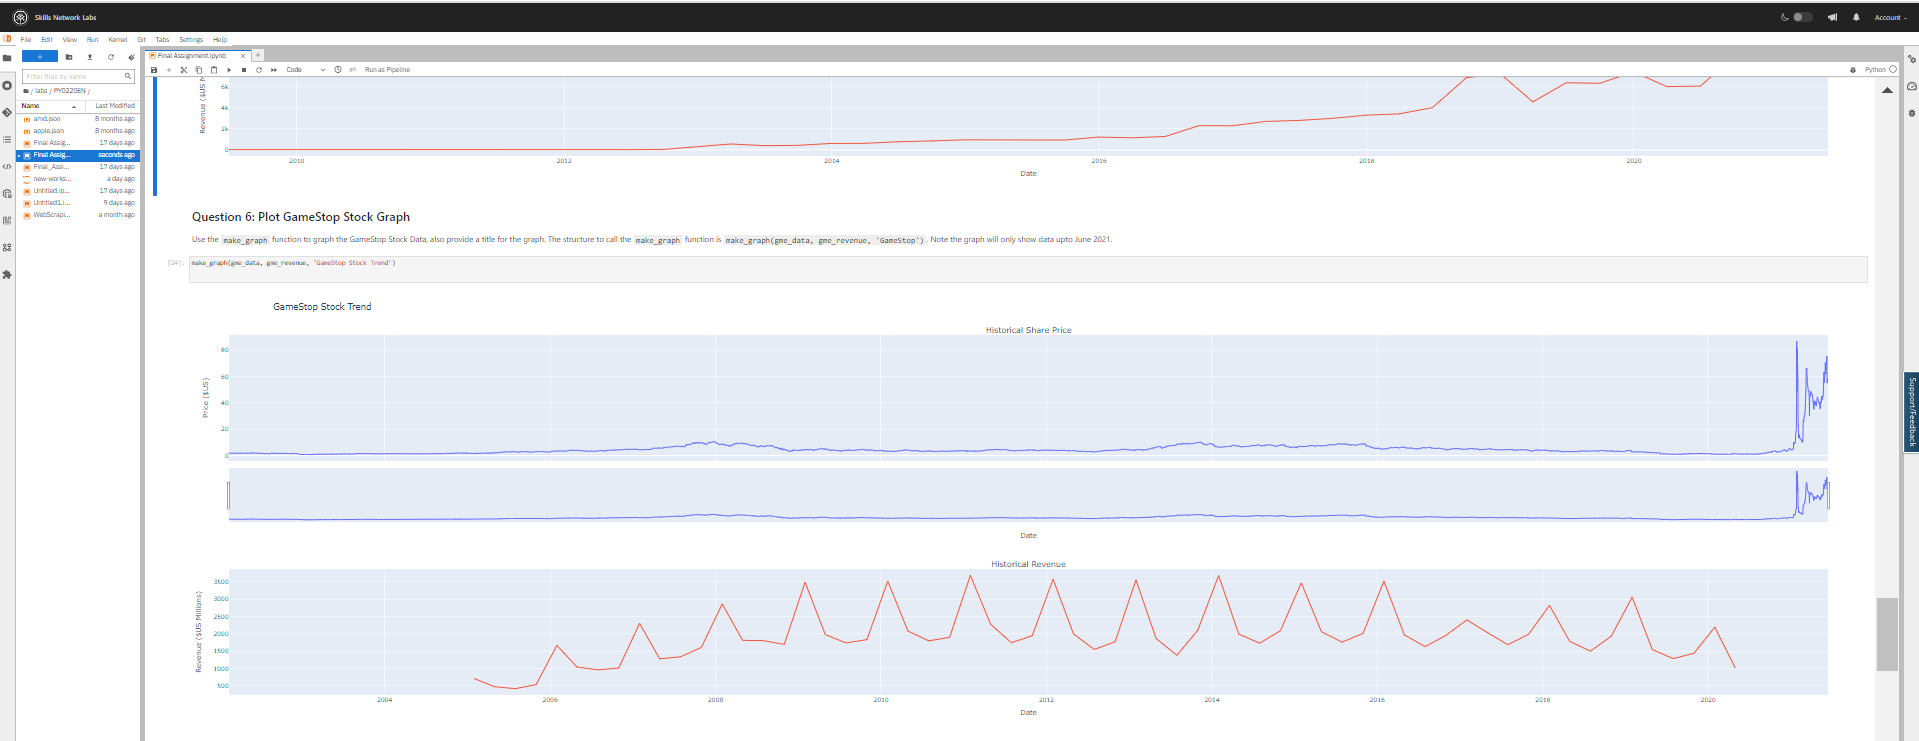 Skills Network Labs
Account
File Edit View Run Kernel Git Tabs Settings Help
Final Assignment.ipynb
Filter files by name
Code
Run as Pipeline
Python
/ labs / PY0220EN /
Name Last Modified
amd.json 8 months ago
apple.json 8 months ago
Final Assig... 17 days ago
Final Assig... seconds ago
Final_Assi... 17 days ago
new-works... a day ago
Untitled.ip... 17 days ago
Untitled1.i... 9 days ago
WebScrapi... a month ago
Revenue ($US M
6k
4k
2k
0
2010 2012 2014 2016 2018 2020
Date
Question 6: Plot GameStop Stock Graph
Use the make_graph function to graph the GameStop Stock Data, also provide a title for the graph. The structure to call the make_graph function is make_graph(gme_data, gme_revenue, 'GameStop') . Note the graph will only show data upto June 2021.
[24]: make_graph(gme_data, gme_revenue, 'GameStop Stock Trend')
GameStop Stock Trend
Historical Share Price
Price ($US)
80
60
40
20
0
Date
Historical Revenue
Revenue ($US Millions)
3500
3000
2500
2000
1500
1000
500
2004 2006 2008 2010 2012 2014 2016 2018 2020
Date
Support/Feedback